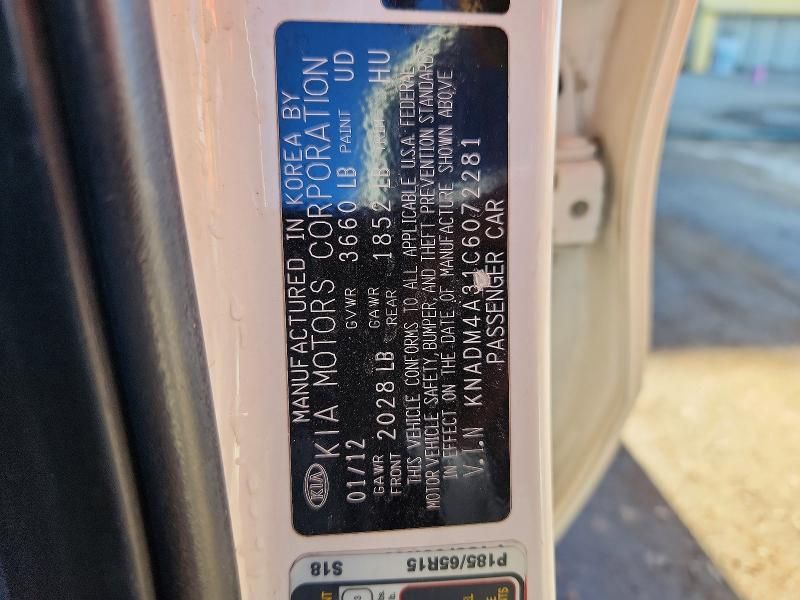 MANUFACTURED IN KOREA BY
KIA KIA MOTORS CORPORATION
01/12 GVWR 3660 LB PAINT UD
GAWR FRONT 2028 LB GAWR REAR 1852 LB HU
THIS VEHICLE CONFORMS TO ALL APPLICABLE U.S.A. FEDERAL
MOTOR VEHICLE SAFETY, BUMPER, AND THEFT PREVENTION STANDARDS
IN EFFECT ON THE DATE OF MANUFACTURE SHOWN ABOVE
V.I.N KNADM4A31C6072281
PASSENGER CAR
P185/65R15
S18